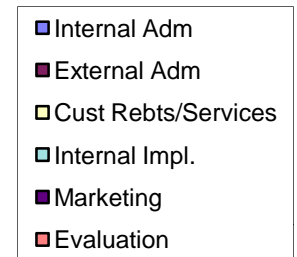 Internal Adm
External Adm
Cust Rebts/Services
Internal Impl.
Marketing
Evaluation